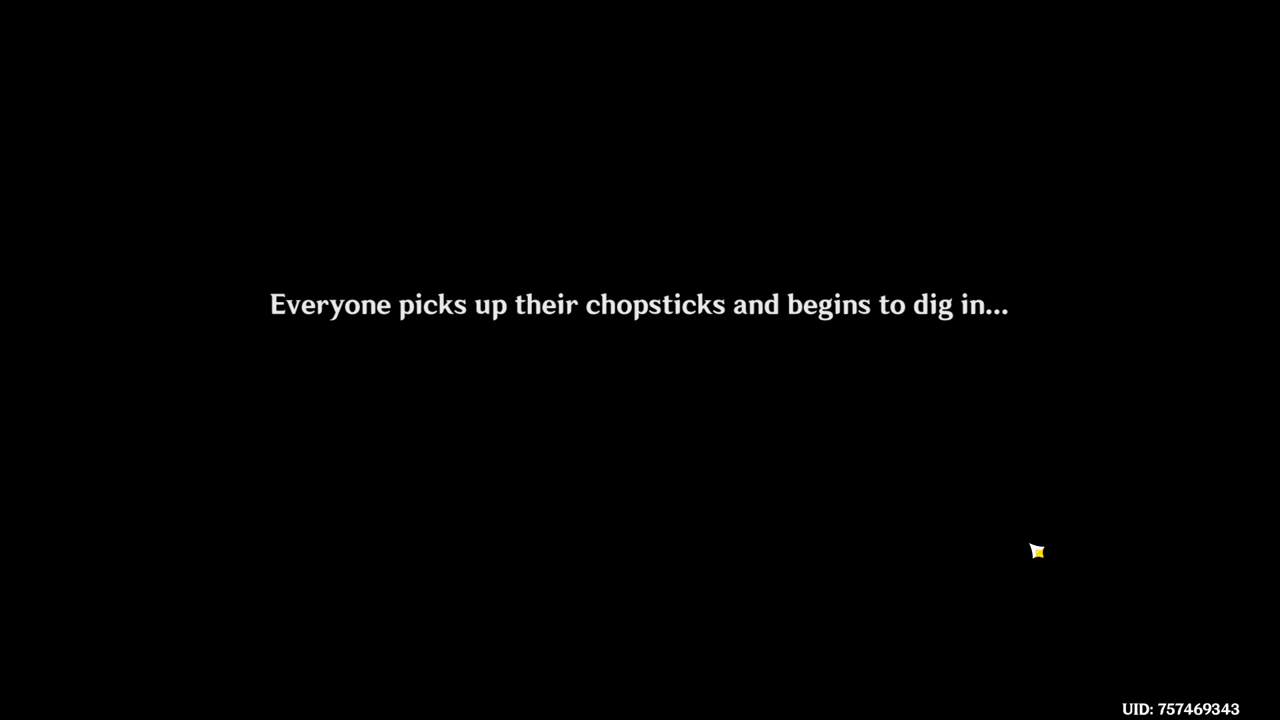 Everyone picks up their chopsticks and begins to dig in...
UID: 757469343